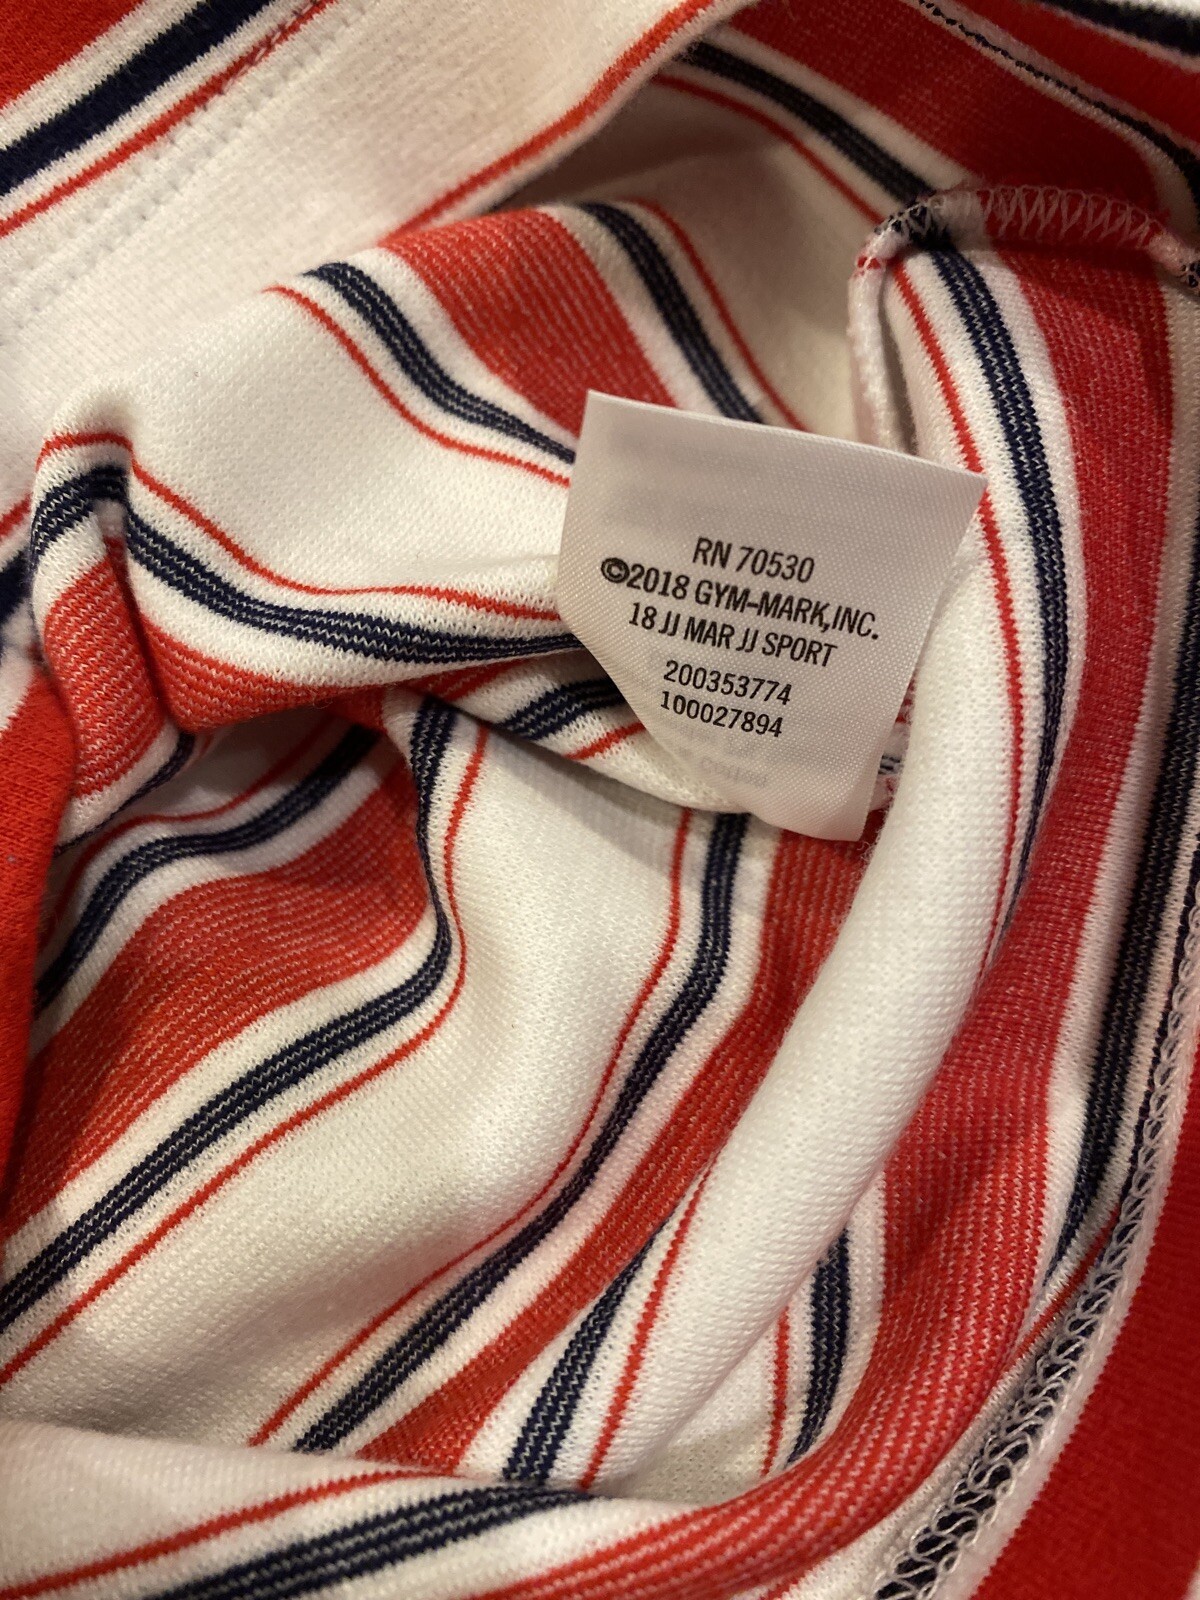 RN 70530
©2018 GYM-MARK, INC.
18 JJ MAR JJ SPORT
200353774
100027894